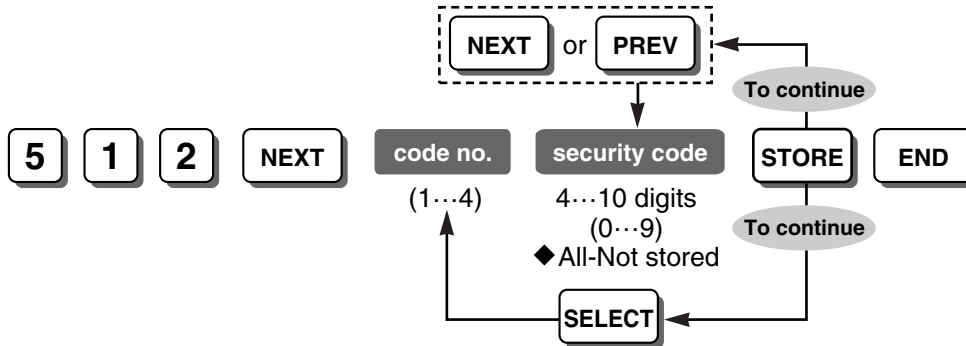 NEXT or PREV
To continue
5 1 2 NEXT code no. security code STORE END
(1···4) 4···10 digits
(0···9)
To continue
◆All-Not stored
SELECT